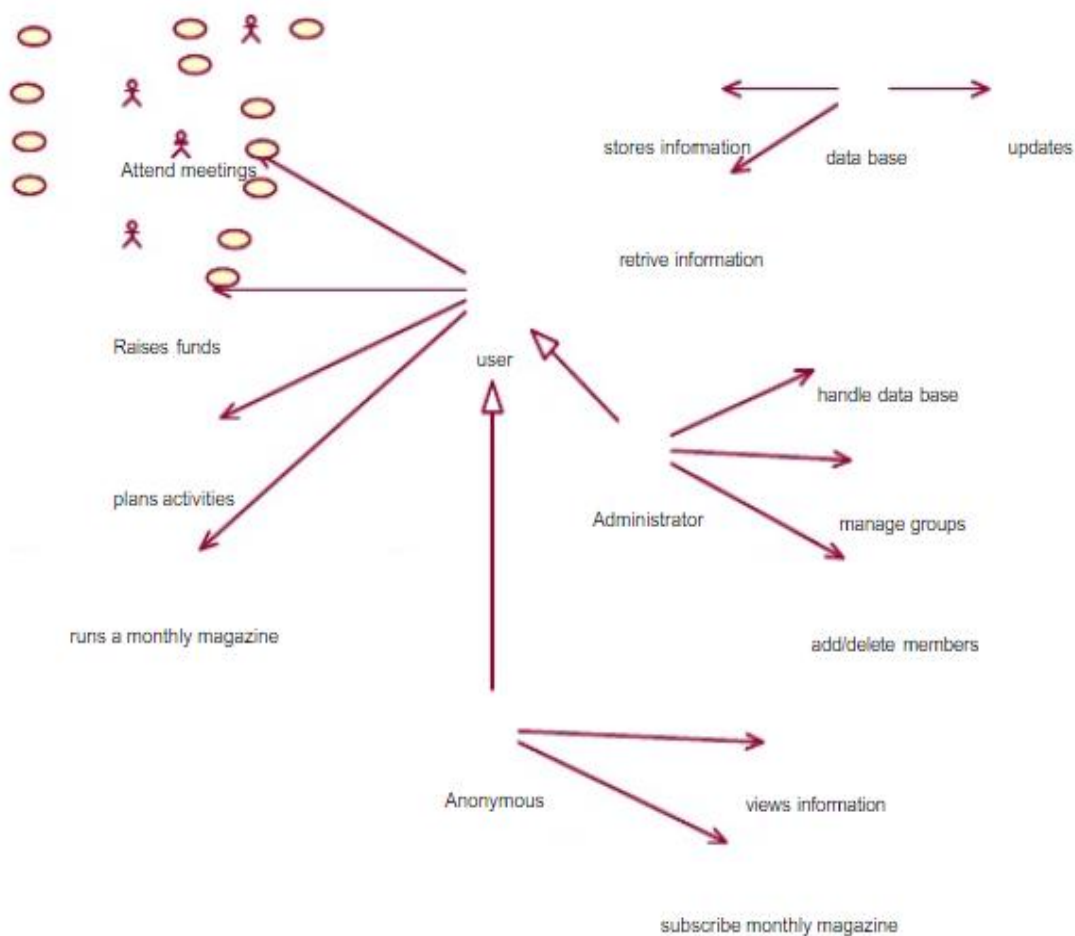 Attend meetings
stores information
data base
updates
retrive information
Raises funds
user
handle data base
plans activities
Administrator
manage groups
runs a monthly magazine
add/delete members
Anonymous
views information
subscribe monthly magazine